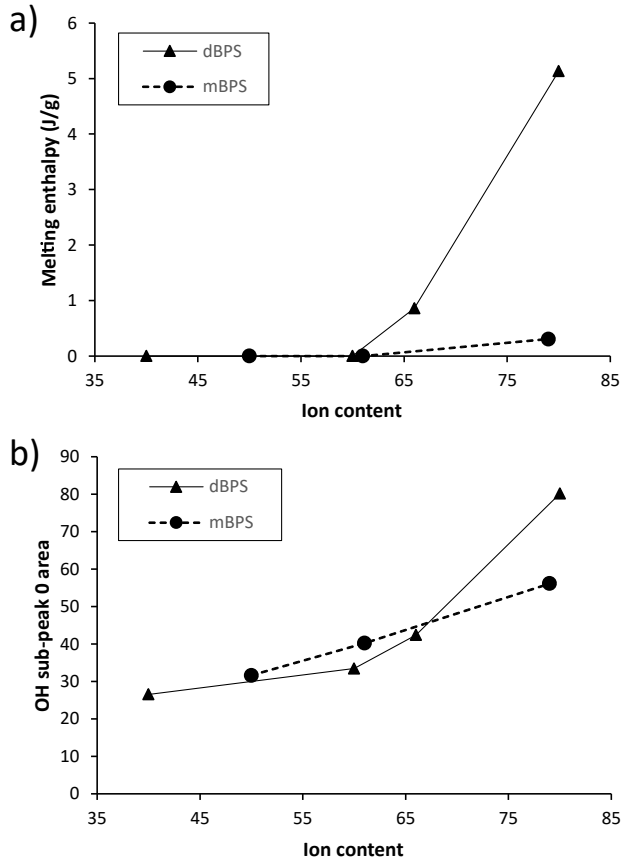 a)
6
5
4
3
2
1
0
Melting enthalpy (J/g)
dBPS
mBPS
35 45 55 65 75 85
Ion content
b)
90
80
70
60
50
40
30
20
10
0
OH sub-peak 0 area
dBPS
mBPS
35 45 55 65 75 85
Ion content